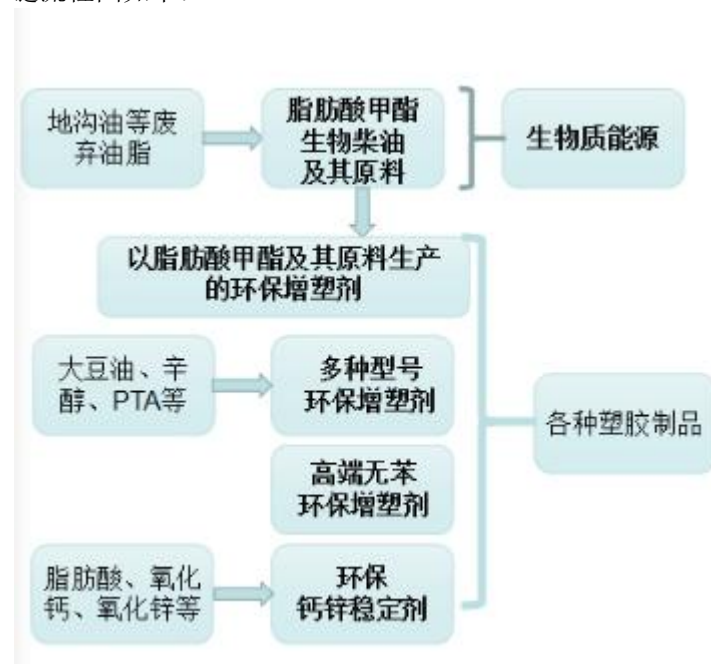 地沟油等废
弃油脂
脂肪酸甲酯
生物柴油
及其原料
生物质能源
以脂肪酸甲酯及其原料生产
的环保增塑剂
大豆油、辛
醇、PTA等
多种型号
环保增塑剂
各种塑胶制品
高端无苯
环保增塑剂
脂肪酸、氧化
钙、氧化锌等
环保
钙锌稳定剂